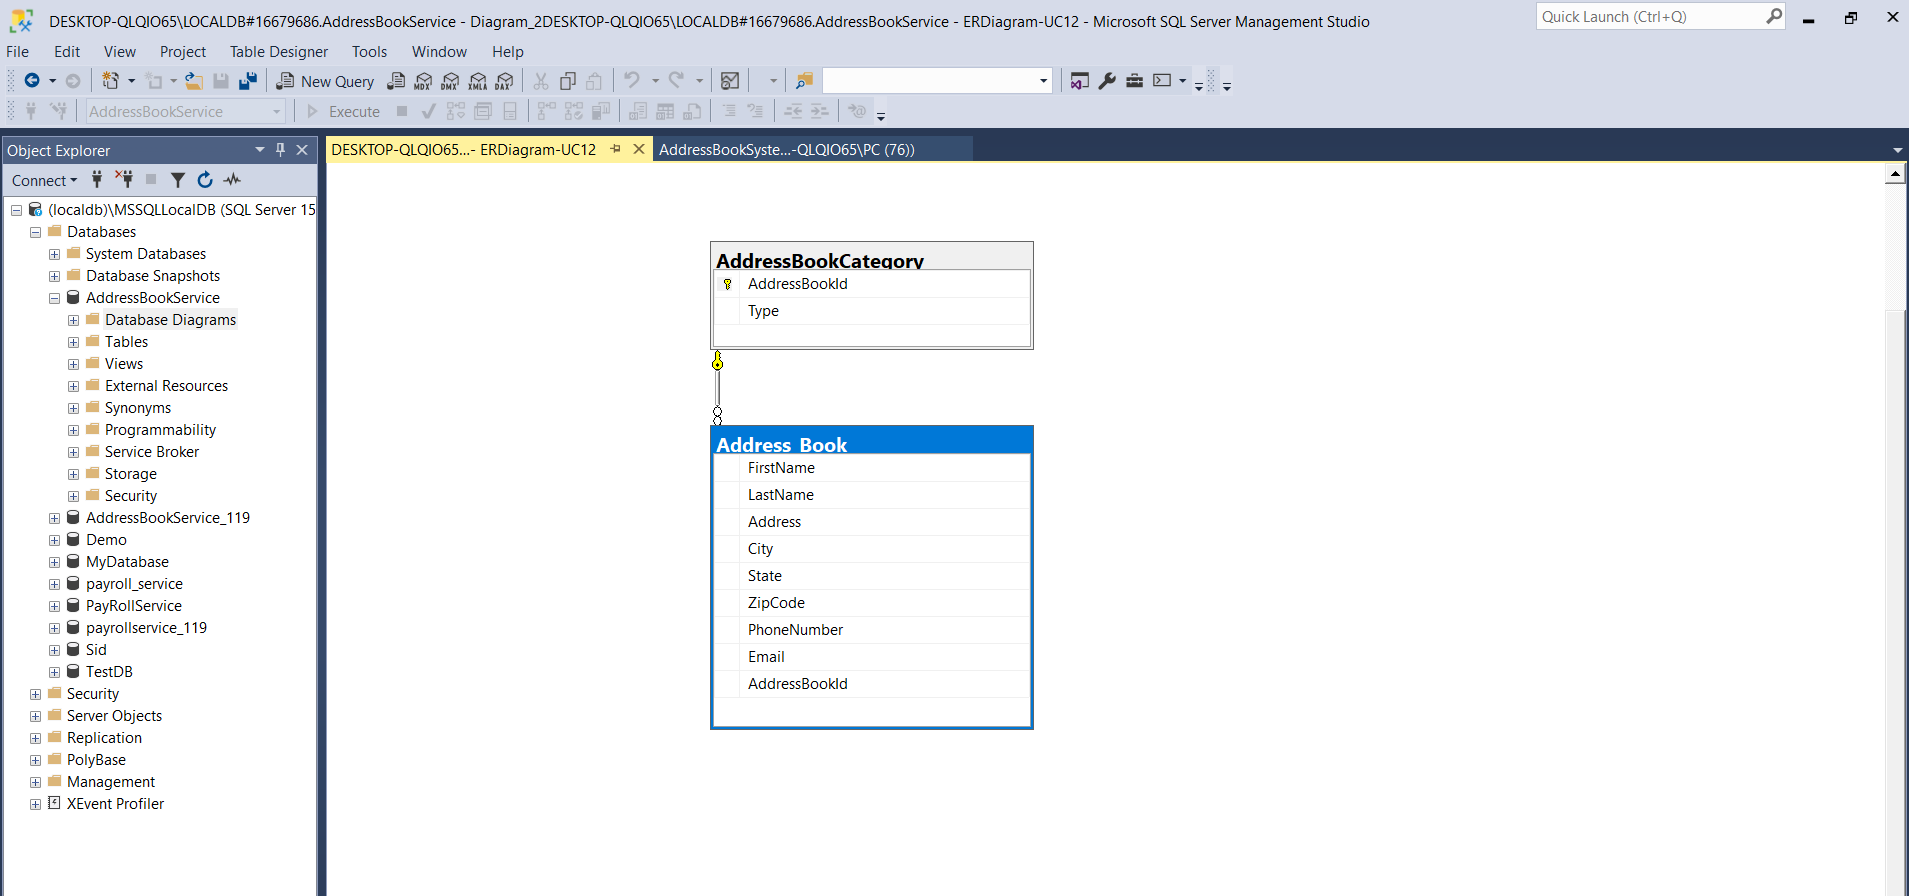 DESKTOP-QLQIO65\LOCALDB#16679686.AddressBookService - Diagram_2DESKTOP-QLQIO65\LOCALDB#16679686.AddressBookService - ERDiagram-UC12 - Microsoft SQL Server Management Studio
Quick Launch (Ctrl+Q)
File Edit View Project Table Designer Tools Window Help
New Query MDX DMX XMLA DAX
AddressBookService Execute
Object Explorer
DESKTOP-QLQIO65...- ERDiagram-UC12
AddressBookSyste...-QLQIO65\PC (76))
Connect
(localdb)\MSSQLLocalDB (SQL Server 15
Databases
System Databases
Database Snapshots
AddressBookService
Database Diagrams
Tables
Views
External Resources
Synonyms
Programmability
Service Broker
Storage
Security
AddressBookService_119
Demo
MyDatabase
payroll_service
PayRollService
payrollservice_119
Sid
TestDB
Security
Server Objects
Replication
PolyBase
Management
XEvent Profiler
AddressBookCategory
AddressBookId
Type
Address_Book
FirstName
LastName
Address
City
State
ZipCode
PhoneNumber
Email
AddressBookId